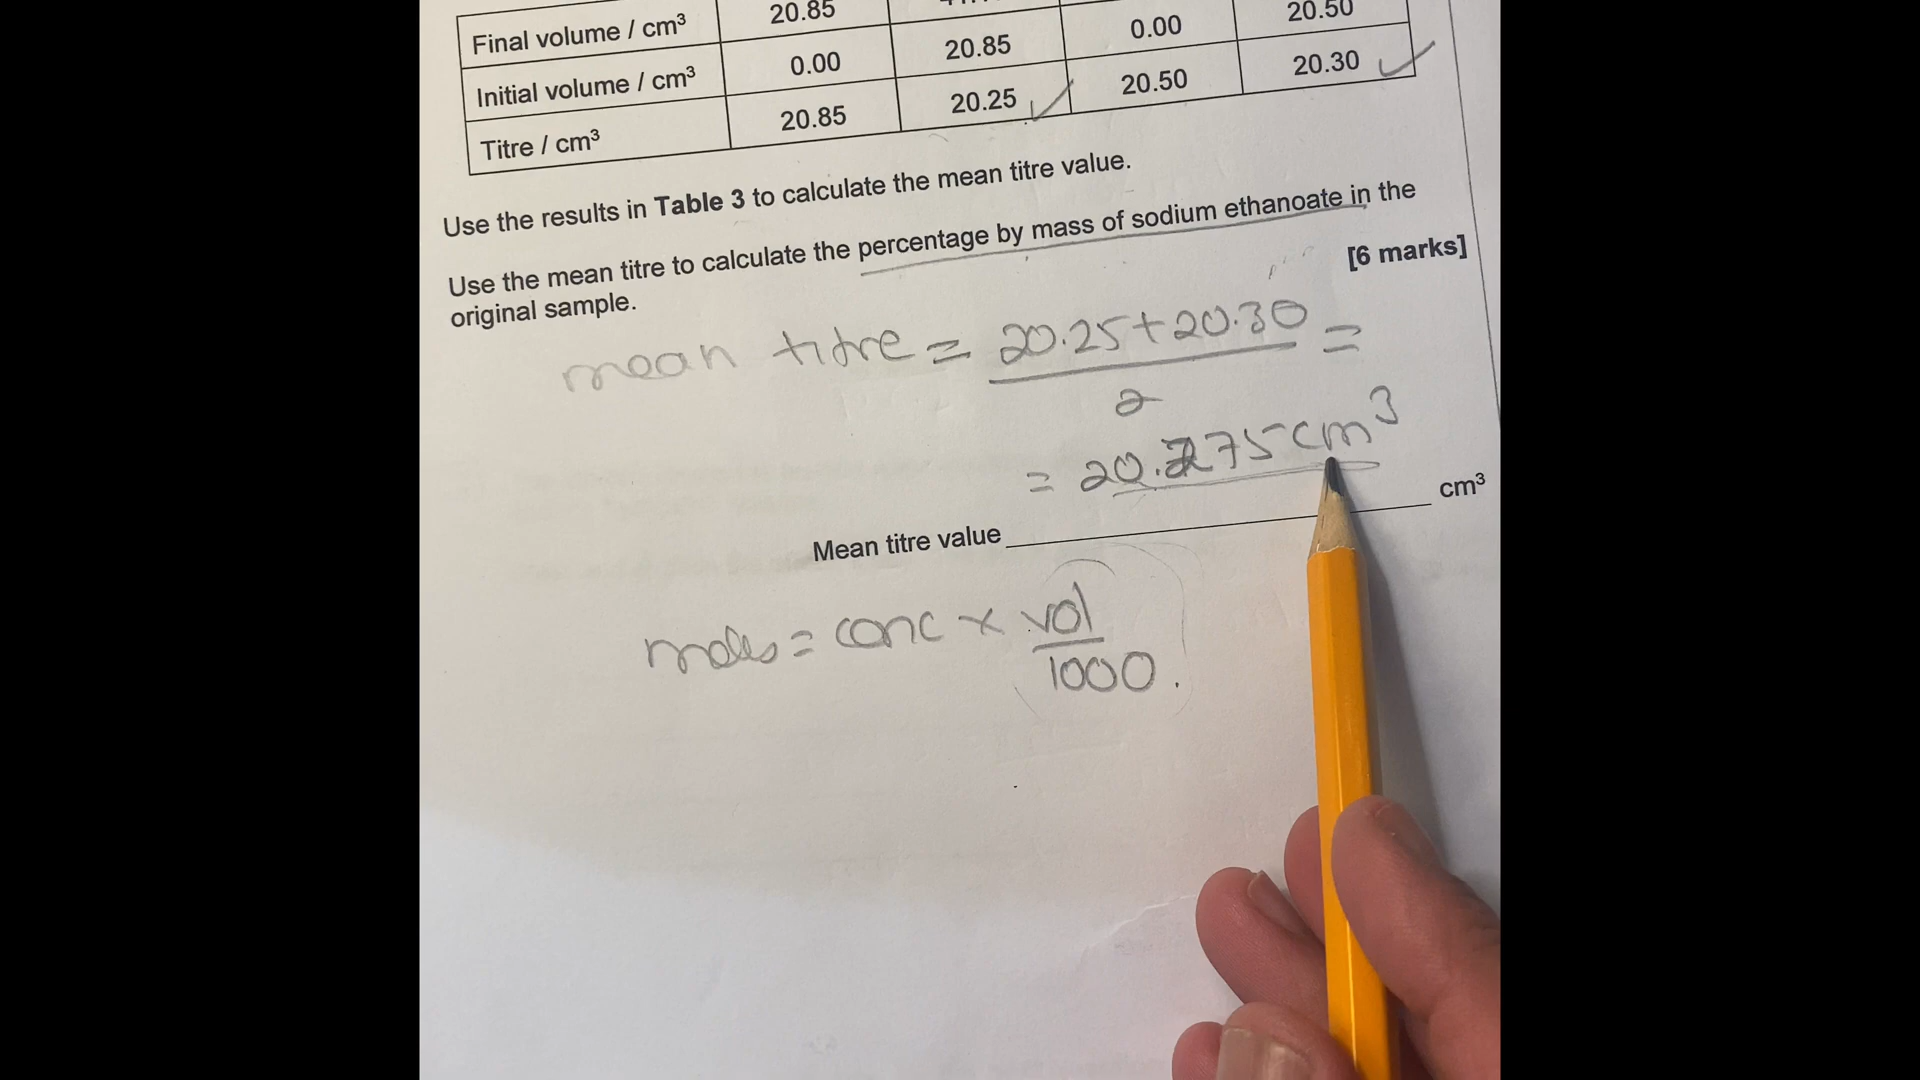 Final volume / cm³ 20.85 20.50
Initial volume / cm³ 0.00 20.85 0.00 20.30
Titre / cm³ 20.85 20.25 20.50
Use the results in Table 3 to calculate the mean titre value.
Use the mean titre to calculate the percentage by mass of sodium ethanoate in the
original sample.
[6 marks]
mean titre = 20.25+20.30 =
2
= 20.275cm³
Mean titre value cm³
moles = conc x vol
1000.